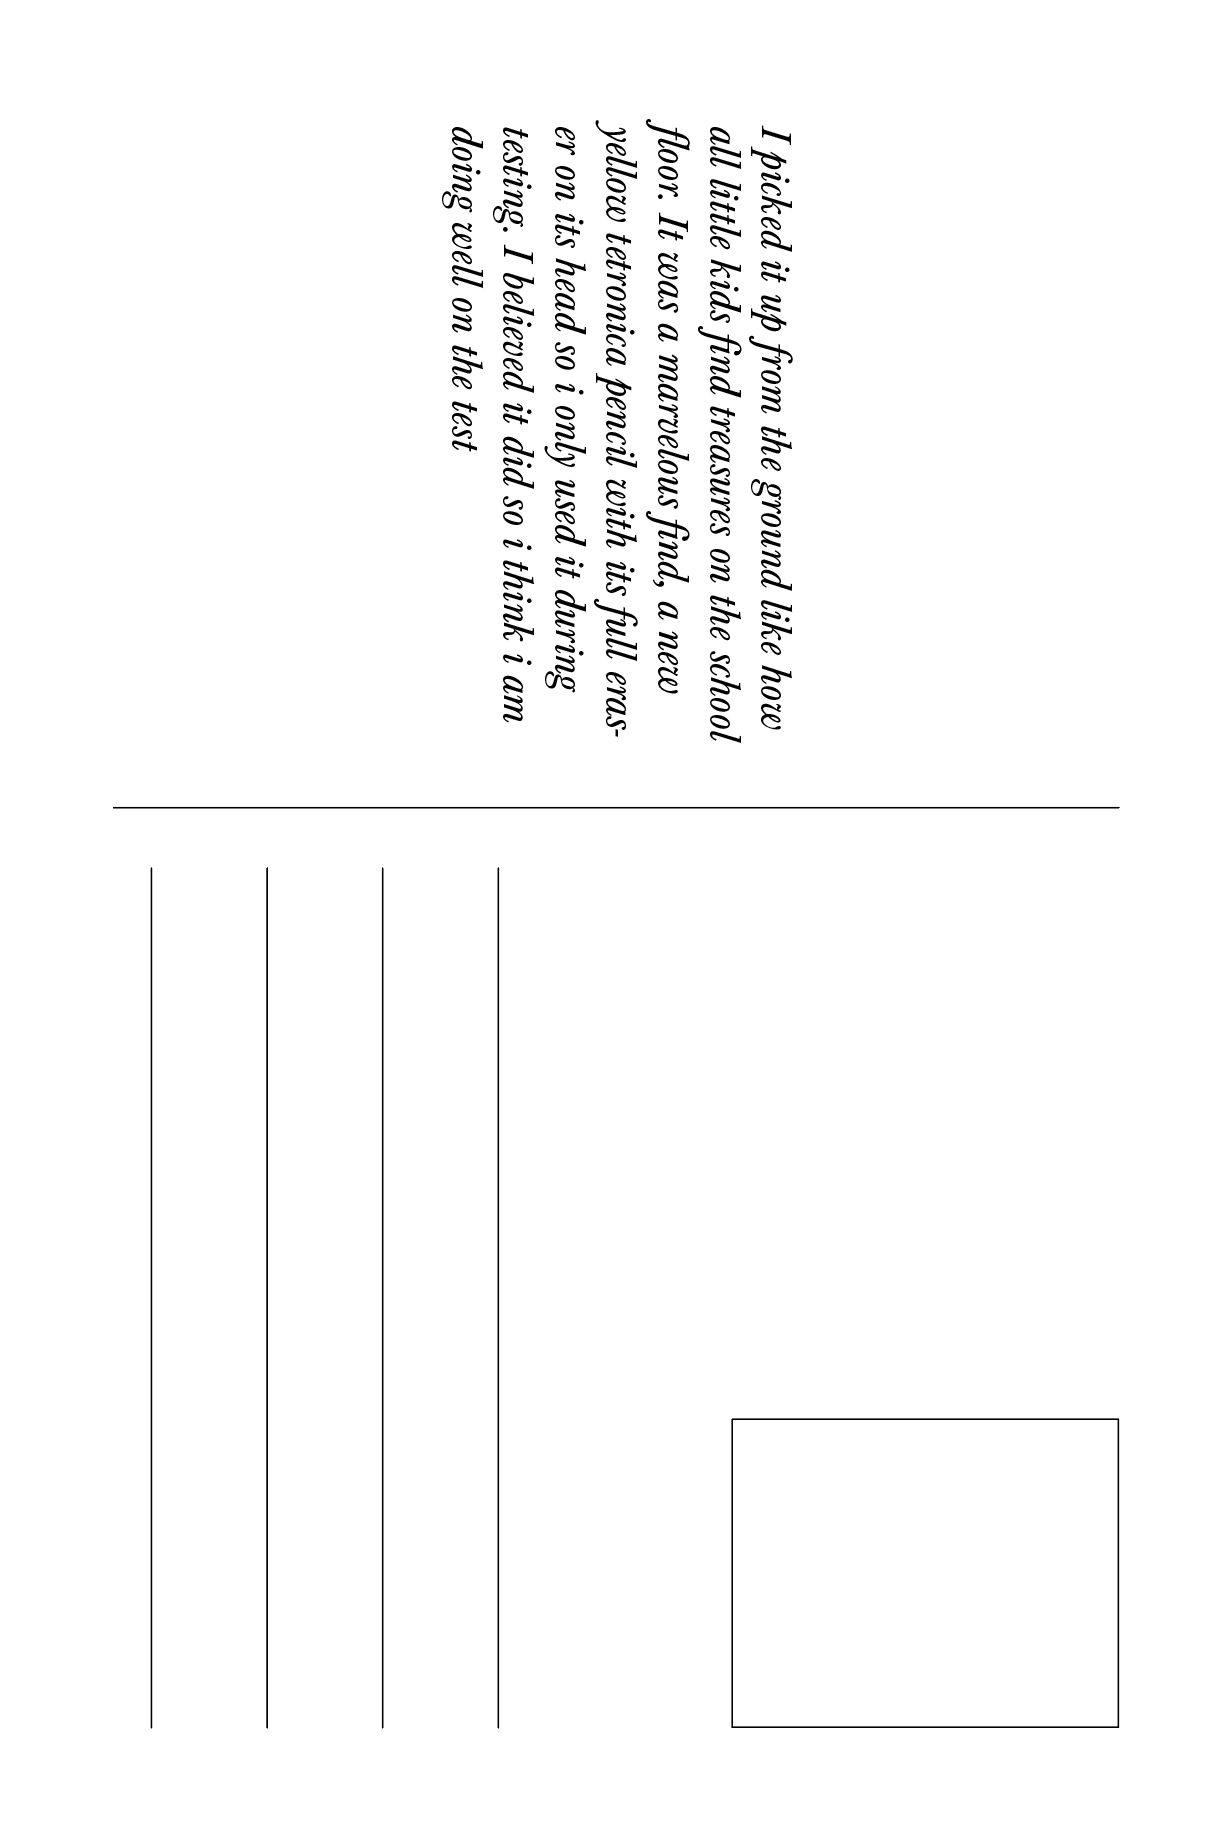 I picked it up from the ground like how
all little kids find treasures on the school
floor. It was a marvelous find, a new
yellow tetronica pencil with its full eras-
er on its head so i only used it during
testing. I believed it did so i think i am
doing well on the test